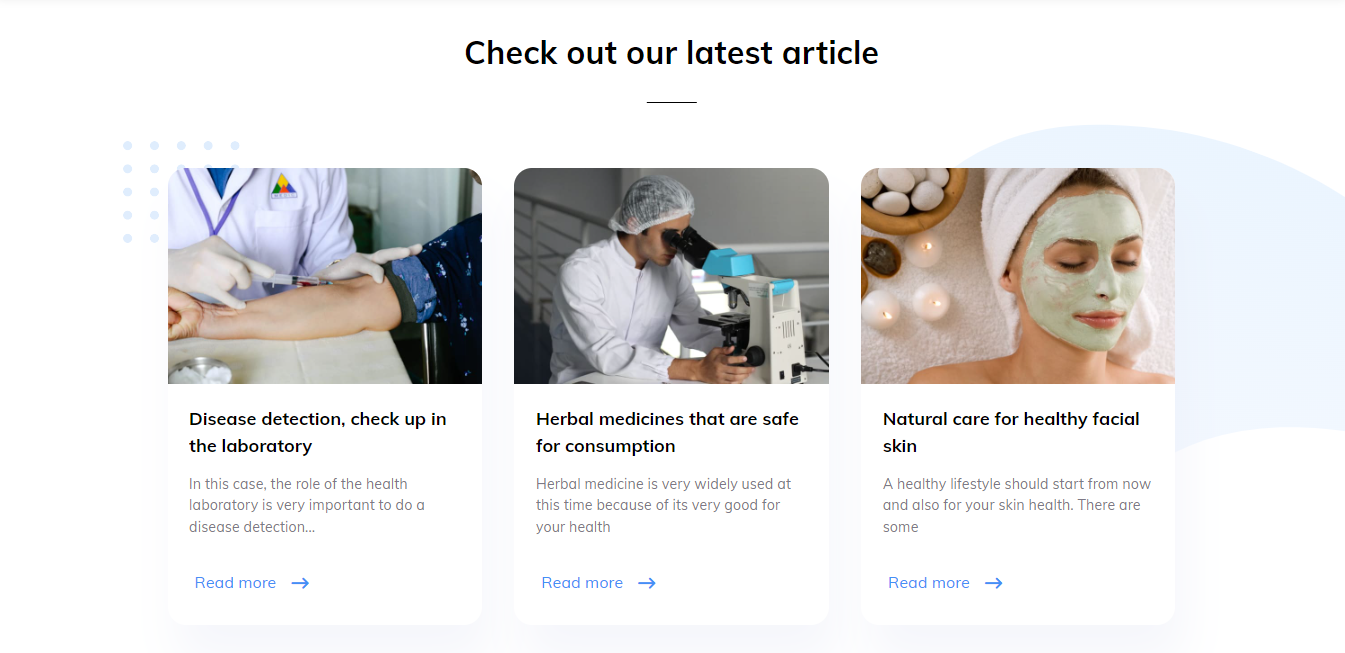 Check out our latest article
Disease detection, check up in
the laboratory
In this case, the role of the health
laboratory is very important to do a
disease detection...
Read more
Herbal medicines that are safe
for consumption
Herbal medicine is very widely used at
this time because of its very good for
your health
Read more
Natural care for healthy facial
skin
A healthy lifestyle should start from now
and also for your skin health. There are
some
Read more